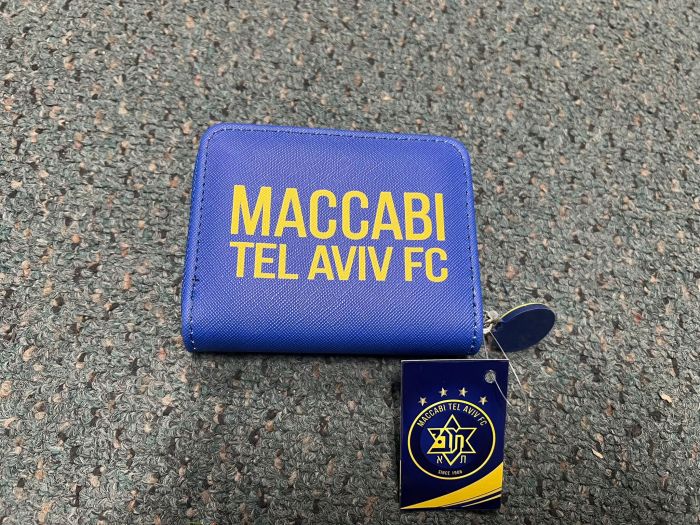 MACCABI
TEL AVIV FC
MACCABI TEL AVIV FC
ת א
SINCE 1906